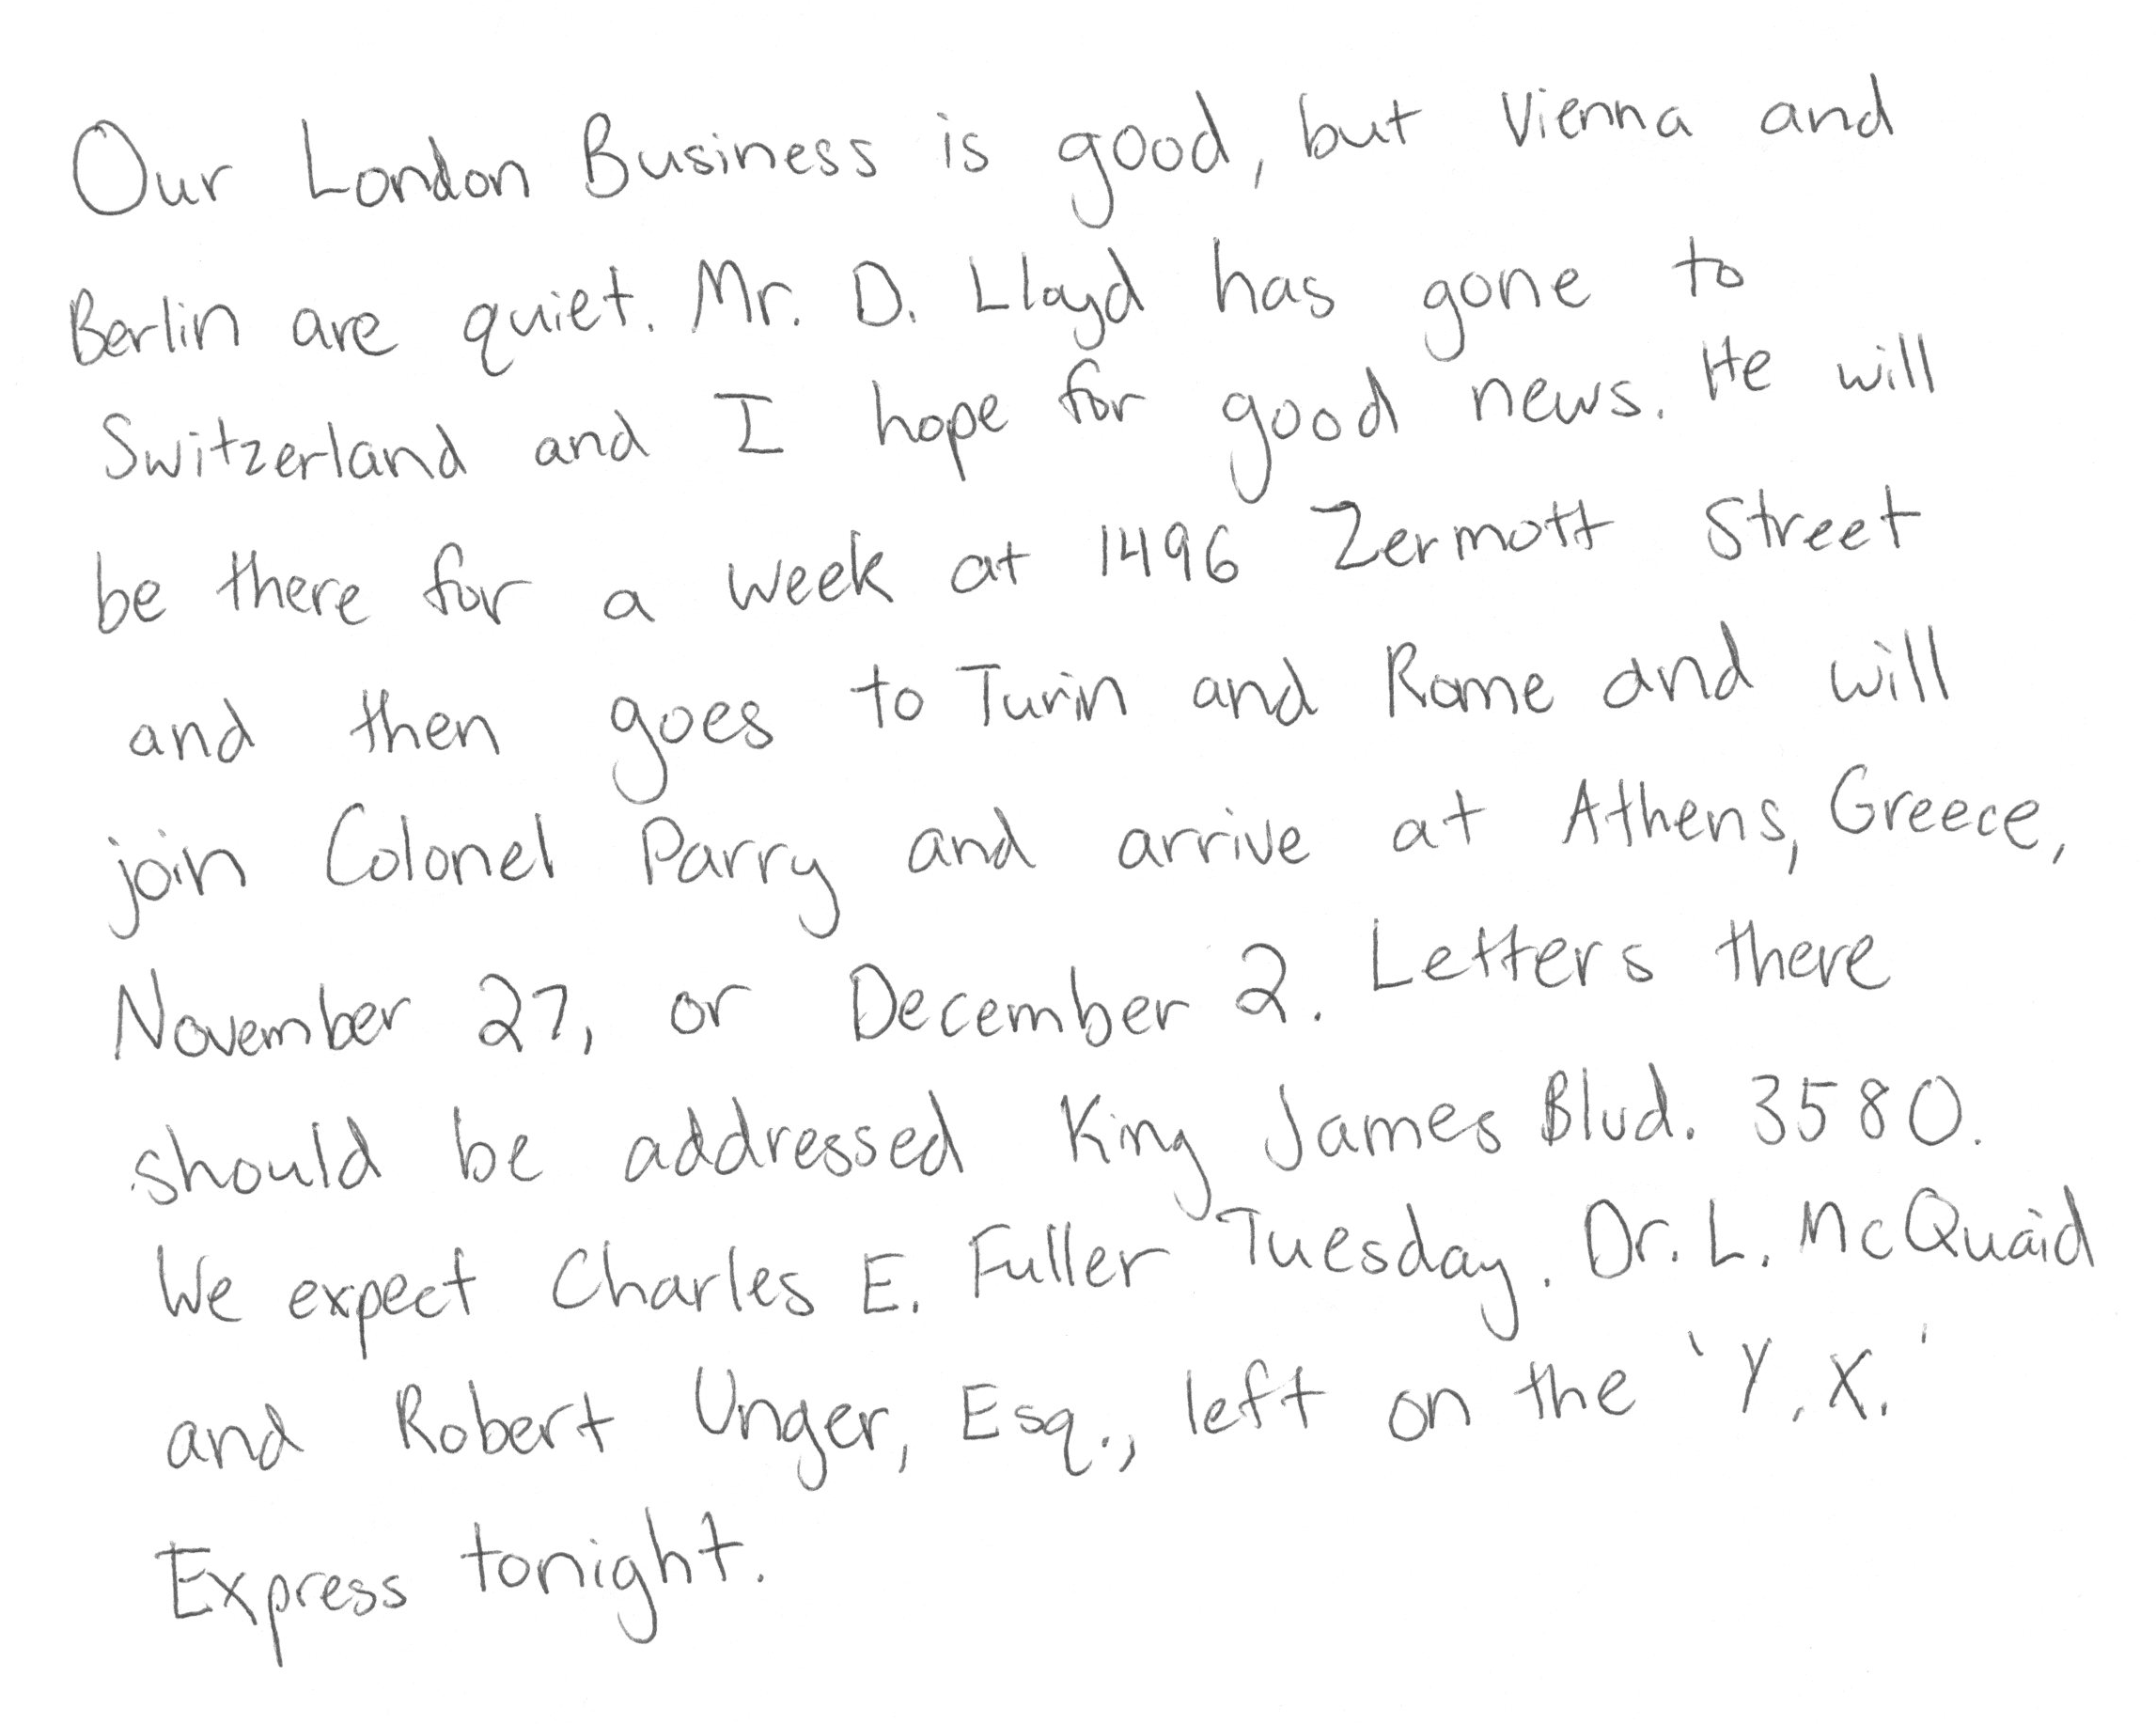 Our London Business is good, but Vienna and
Berlin are quiet. Mr. D. Lloyd has gone to
Switzerland and I hope for good news. He will
be there for a week at 1496 Zermott Street
and then goes to Turin and Rome and will
join Colonel Parry and arrive at Athens, Greece,
November 27, or December 2. Letters there
should be addressed King James Blvd. 3580.
We expect Charles E. Fuller Tuesday. Dr. L. McQuaid
and Robert Unger, Esq., left on the 'Y.X.'
Express tonight.